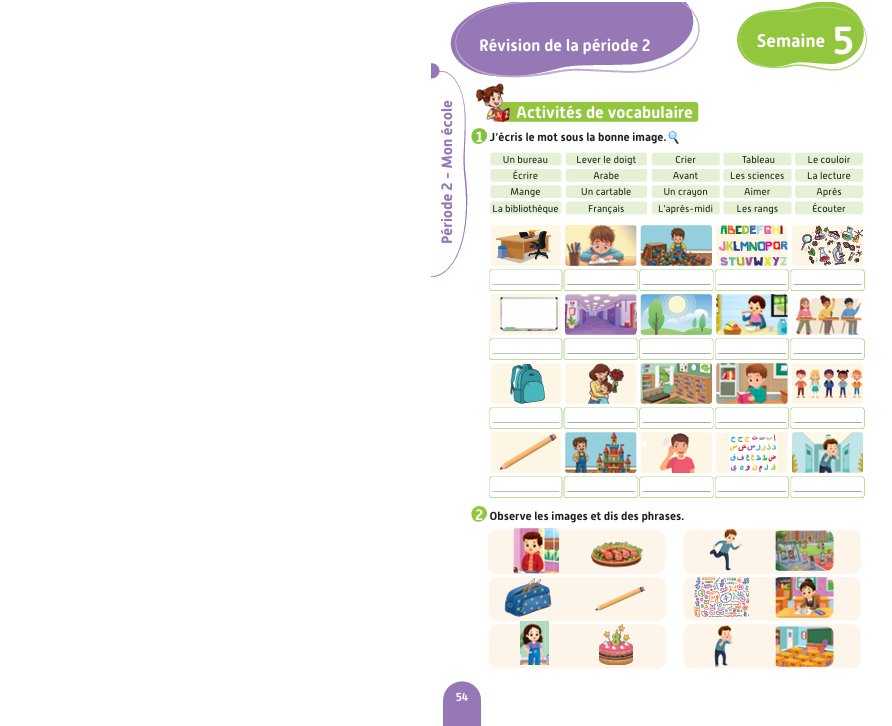 Révision de la période 2
Semaine 5
Période 2 - Mon école
Activités de vocabulaire
1 J'écris le mot sous la bonne image.
Un bureau Lever le doigt Crier Tableau Le couloir
Écrire Arabe Avant Les sciences La lecture
Mange Un cartable Un crayon Aimer Après
La bibliothèque Français L'après-midi Les rangs Écouter
ABCDEFGHI
JKLMNOPQR
STUVWXYZ
2 Observe les images et dis des phrases.
54